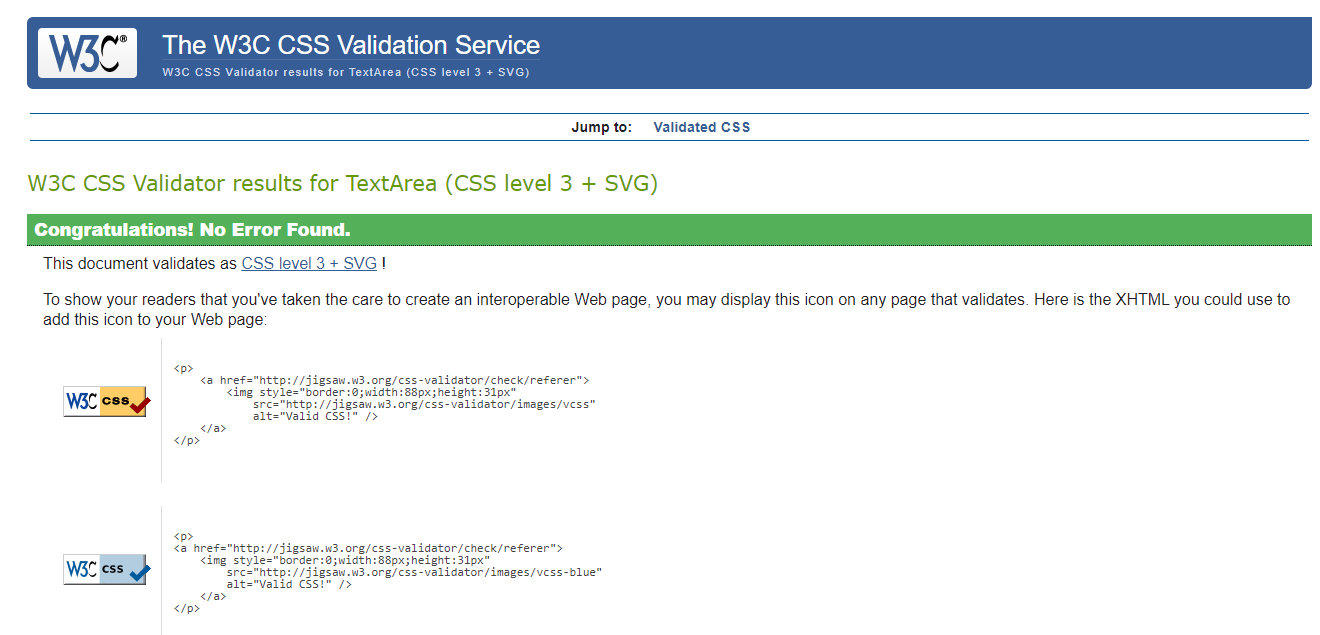 W3C®
The W3C CSS Validation Service
W3C CSS Validator results for TextArea (CSS level 3 + SVG)
Jump to: Validated CSS
W3C CSS Validator results for TextArea (CSS level 3 + SVG)
Congratulations! No Error Found.
This document validates as CSS level 3 + SVG !
To show your readers that you've taken the care to create an interoperable Web page, you may display this icon on any page that validates. Here is the XHTML you could use to
add this icon to your Web page:
W3C css
<p>
    <a href="http://jigsaw.w3.org/css-validator/check/referer">
        <img style="border:0;width:88px;height:31px"
            src="http://jigsaw.w3.org/css-validator/images/vcss"
            alt="Valid CSS!" />
    </a>
</p>
W3C css
<p>
<a href="http://jigsaw.w3.org/css-validator/check/referer">
    <img style="border:0;width:88px;height:31px"
        src="http://jigsaw.w3.org/css-validator/images/vcss-blue"
        alt="Valid CSS!" />
    </a>
</p>